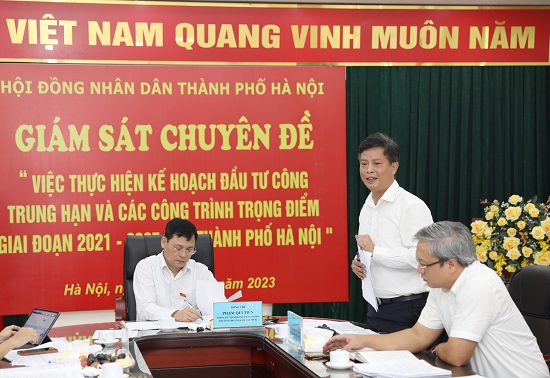 VIỆT NAM QUANG VINH MUÔN NĂM
HỘI ĐỒNG NHÂN DÂN THÀNH PHỐ HÀ NỘI
GIÁM SÁT CHUYÊN ĐỀ
“ VIỆC THỰC HIỆN KẾ HOẠCH ĐẦU TƯ CÔNG
TRUNG HẠN VÀ CÁC CÔNG TRÌNH TRỌNG ĐIỂM
GIAI ĐOẠN 2021 - THÀNH PHỐ HÀ NỘI "
Hà Nội, 2023
PHẠM QUÍ TIÊN